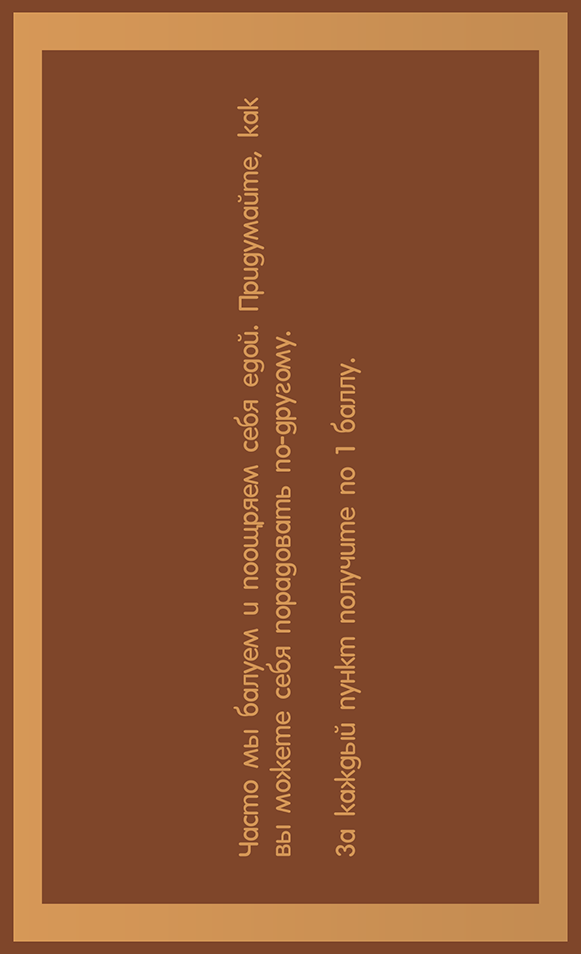 Часто мы балуем и поощряем себя едой. Придумайте, как
вы можете себя порадовать по-другому.
За каждый пункт получите по 1 баллу.